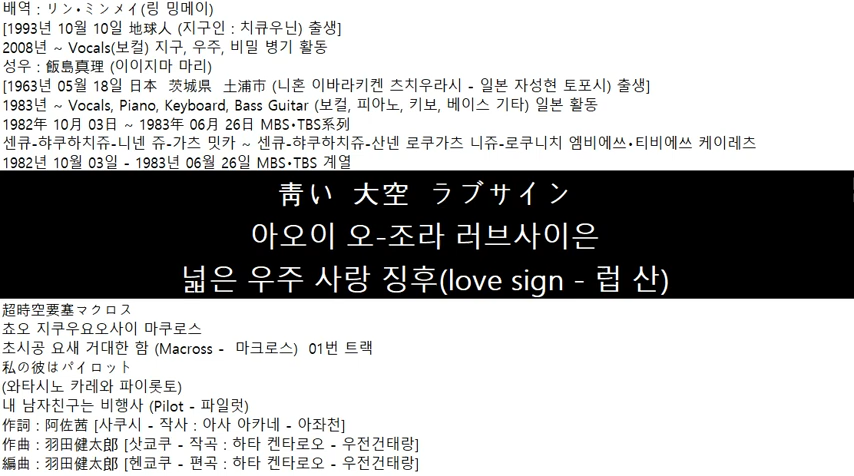 배역 : リン・ミンメイ(링 밍메이)
[1993년 10월 10일 地球人 (지구인 : 치큐우닌) 출생]
2008년 ~ Vocals(보컬) 지구, 우주, 비밀 병기 활동
성우 : 飯島真理 (이이지마 마리)
[1963년 05월 18일 日本 茨城県 土浦市 (니혼 이바라키켄 츠치우라시 - 일본 자성현 토포시) 출생]
1983년 ~ Vocals, Piano, Keyboard, Bass Guitar (보컬, 피아노, 키보, 베이스 기타) 일본 활동
1982年 10月 03日 ~ 1983年 06月 26日 MBS・TBS系列
센큐-햐쿠하치쥬-니넨 쥬-가츠 밋카 ~ 센큐-햐쿠하치쥬-산넨 로쿠가츠 니쥬-로쿠니치 엠비에쓰・티비에쓰 케이레츠
1982년 10월 03일 - 1983년 06월 26일 MBS・TBS 계열
靑い 大空 ラブサイン
아오이 오-조라 러브사이은
넓은 우주 사랑 징후(love sign - 럽 산)
超時空要塞マクロス
쵸오 지쿠우요오사이 마쿠로스
초시공 요새 거대한 함 (Macross - 마크로스) 01번 트랙
私の彼はパイロット
(와타시노 카레와 파이롯토)
내 남자친구는 비행사 (Pilot - 파일럿)
作詞 : 阿佐茜 [사쿠시 - 작사 : 아사 아카네 - 아좌천]
作曲 : 羽田健太郎 [삿쿄쿠 - 작곡 : 하타 켄타로오 - 우전건태랑]
編曲 : 羽田健太郎 [헨쿄쿠 - 편곡 : 하타 켄타로오 - 우전건태랑]